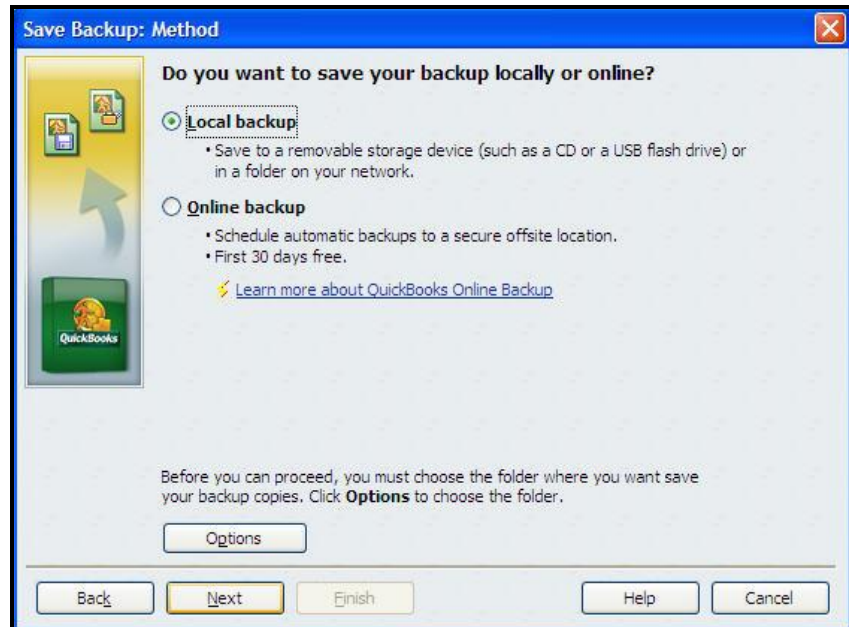 Save Backup: Method
Do you want to save your backup locally or online?
Local backup
• Save to a removable storage device (such as a CD or a USB flash drive) or
in a folder on your network.
Online backup
• Schedule automatic backups to a secure offsite location.
• First 30 days free.
Learn more about QuickBooks Online Backup
QuickBooks
Before you can proceed, you must choose the folder where you want save
your backup copies. Click Options to choose the folder.
Options
Back Next Finish Help Cancel